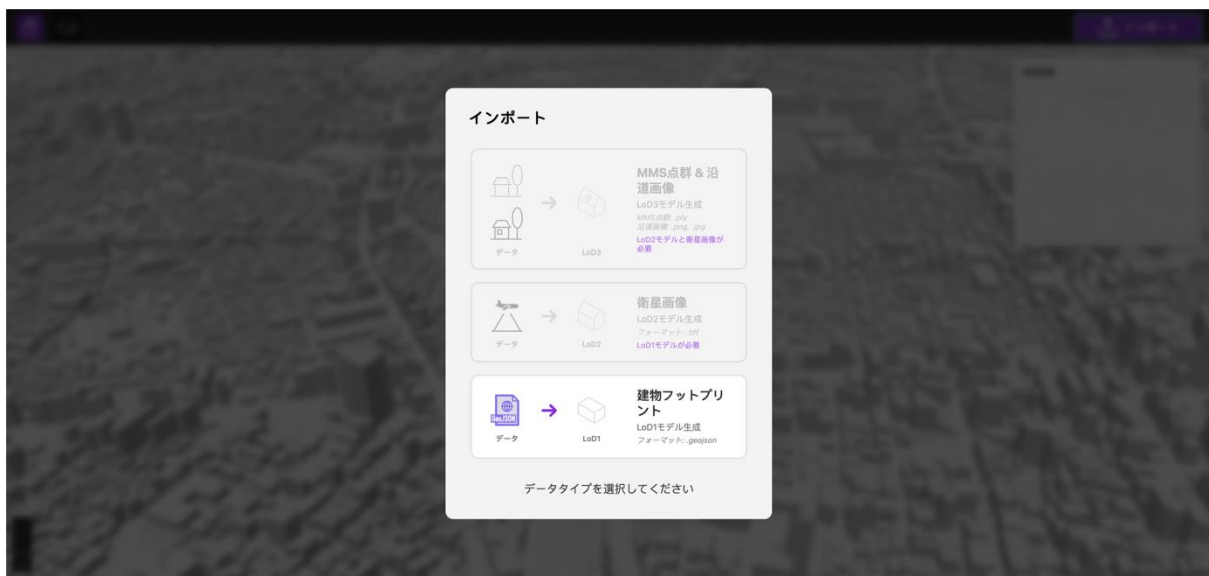 インポート
MMS点群 & 沿
道画像
LoD3モデル生成
MMS点群: .ply
沿道画像: .png, .jpg
LoD2モデルと衛星画像が
必要
データ
LoD3
衛星画像
LoD2モデル生成
フォーマット: .tiff
LoD1モデルが必要
データ
LoD2
建物フットプリ
ント
LoD1モデル生成
フォーマット: .geojson
GeoJSON
データ
LoD1
データタイプを選択してください